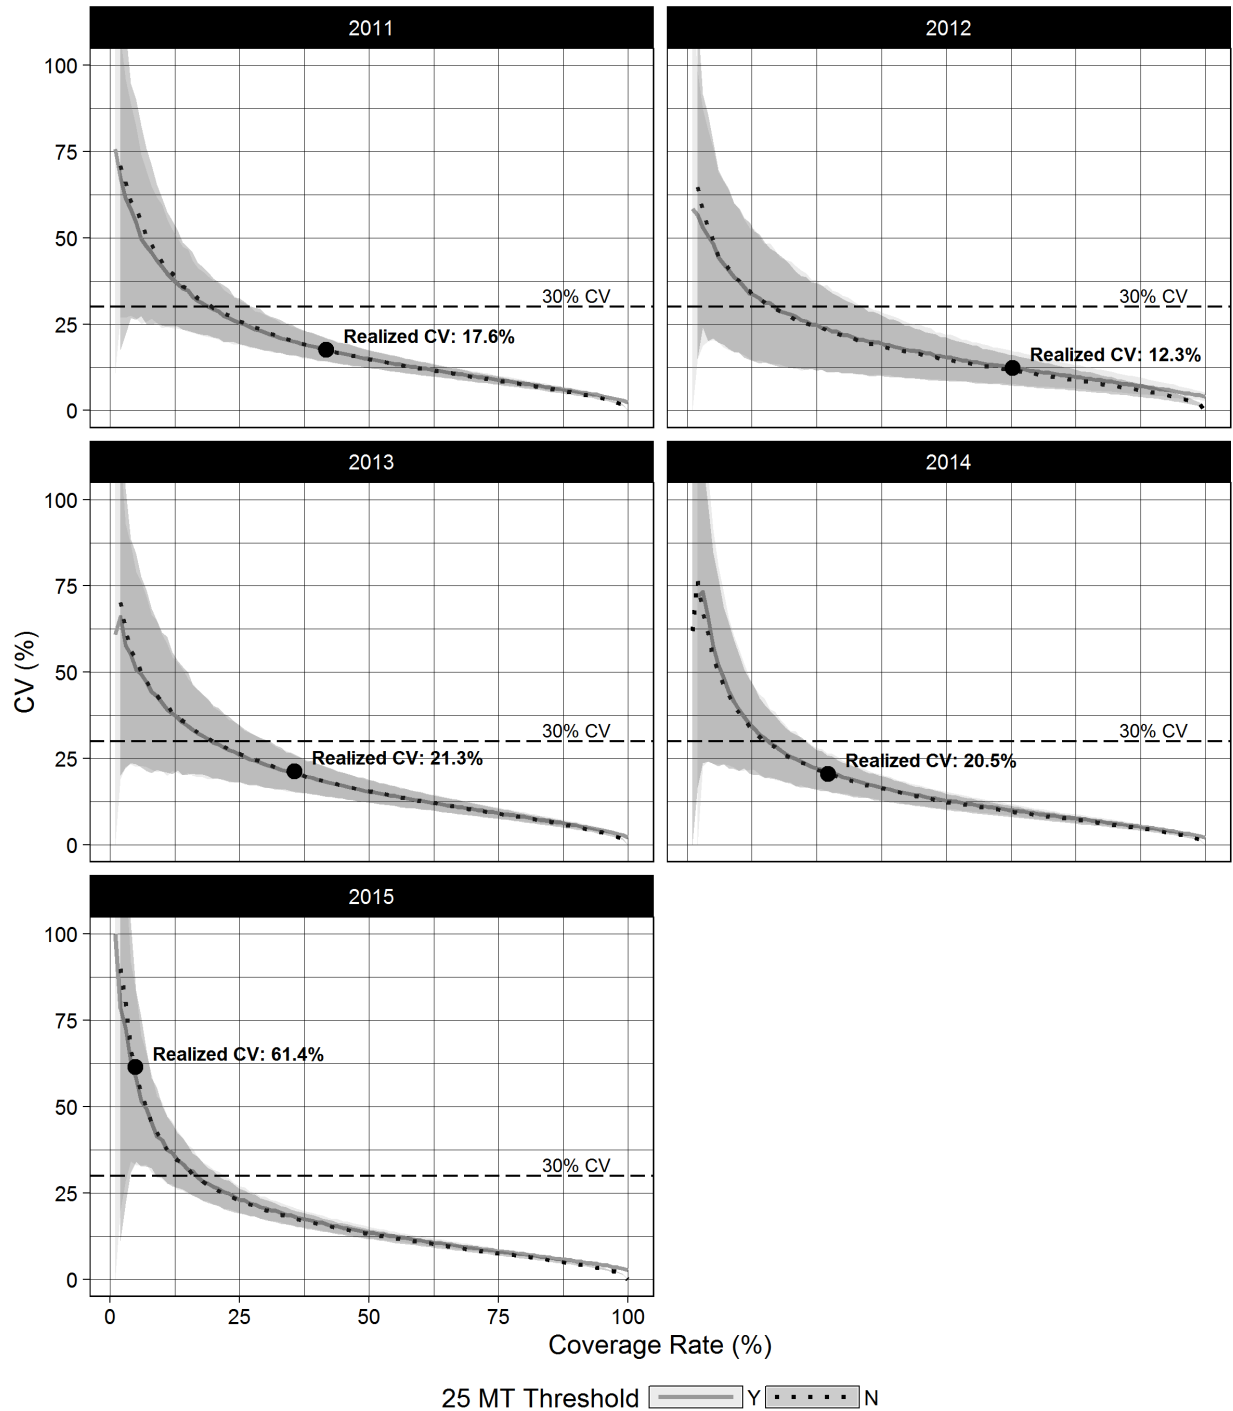 2011
2012
100
75
50
25
0
30% CV
Realized CV: 17.6%
30% CV
Realized CV: 12.3%
2013
2014
100
75
50
25
0
30% CV
Realized CV: 21.3%
30% CV
Realized CV: 20.5%
CV (%)
2015
100
75
50
25
0
Realized CV: 61.4%
30% CV
0 25 50 75 100
Coverage Rate (%)
25 MT Threshold Y N